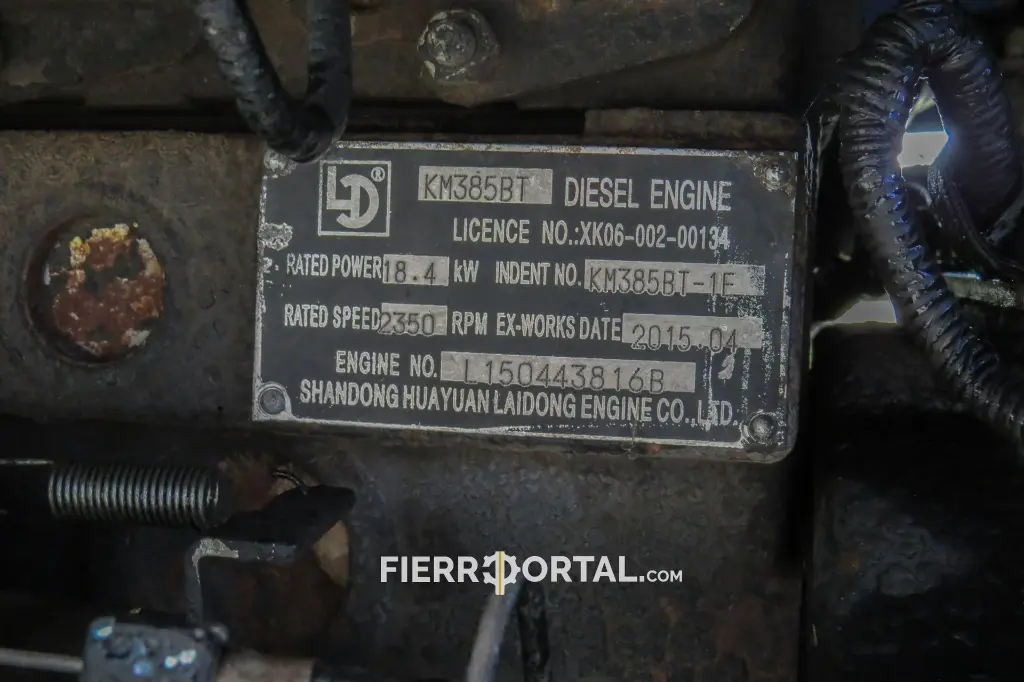 LD® KM385BT DIESEL ENGINE
LICENCE NO.:XK06-002-00134
RATED POWER 18.4 kW INDENT NO. KM385BT-1F
RATED SPEED 2350 RPM EX-WORKS DATE 2015.04
ENGINE NO. L150443816B
SHANDONG HUAYUAN LAIDONG ENGINE CO.,LTD.
FIERROPORTAL.COM